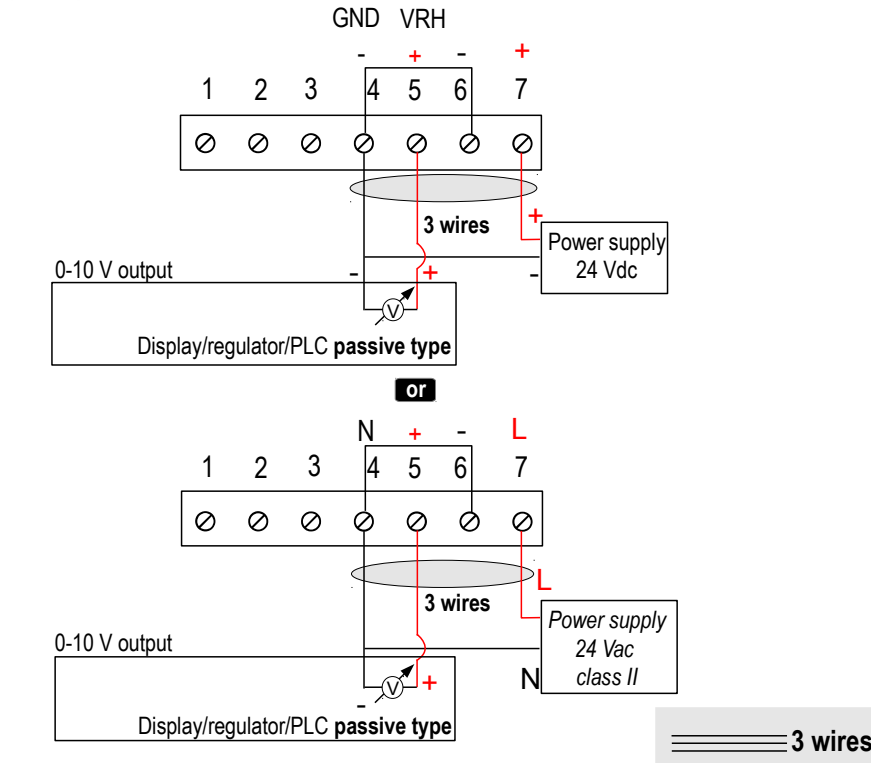 GND VRH
- + - +
1 2 3 4 5 6 7
3 wires
+
Power supply
24 Vdc
-
0-10 V output
- +
V
Display/regulator/PLC passive type
or
N + - L
1 2 3 4 5 6 7
L
3 wires
Power supply
24 Vac
class II
N
0-10 V output
- +
V
Display/regulator/PLC passive type
3 wires